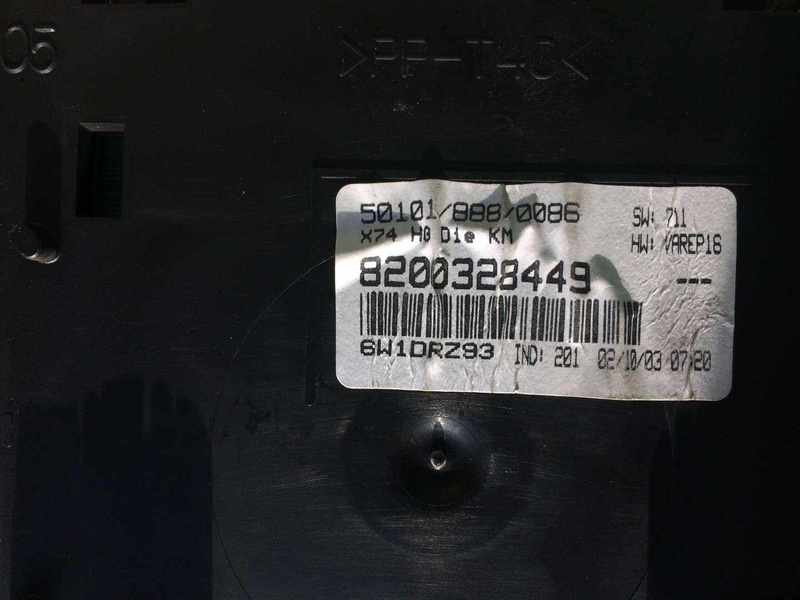 05
>PP-T40<
50101/888/0086
SW: 711
X74 HG Die KM
HW: VAREP16
8200328449
---
6W1DRZ93 IND: 201 02/10/03 07:20